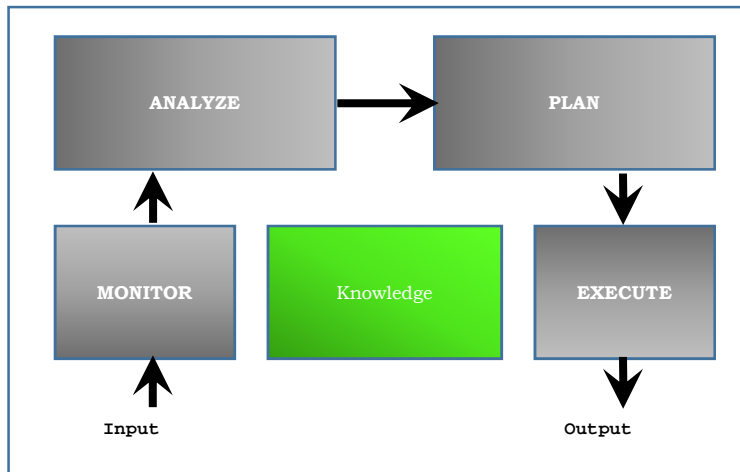 ANALYZE
PLAN
MONITOR
Knowledge
EXECUTE
Input
Output